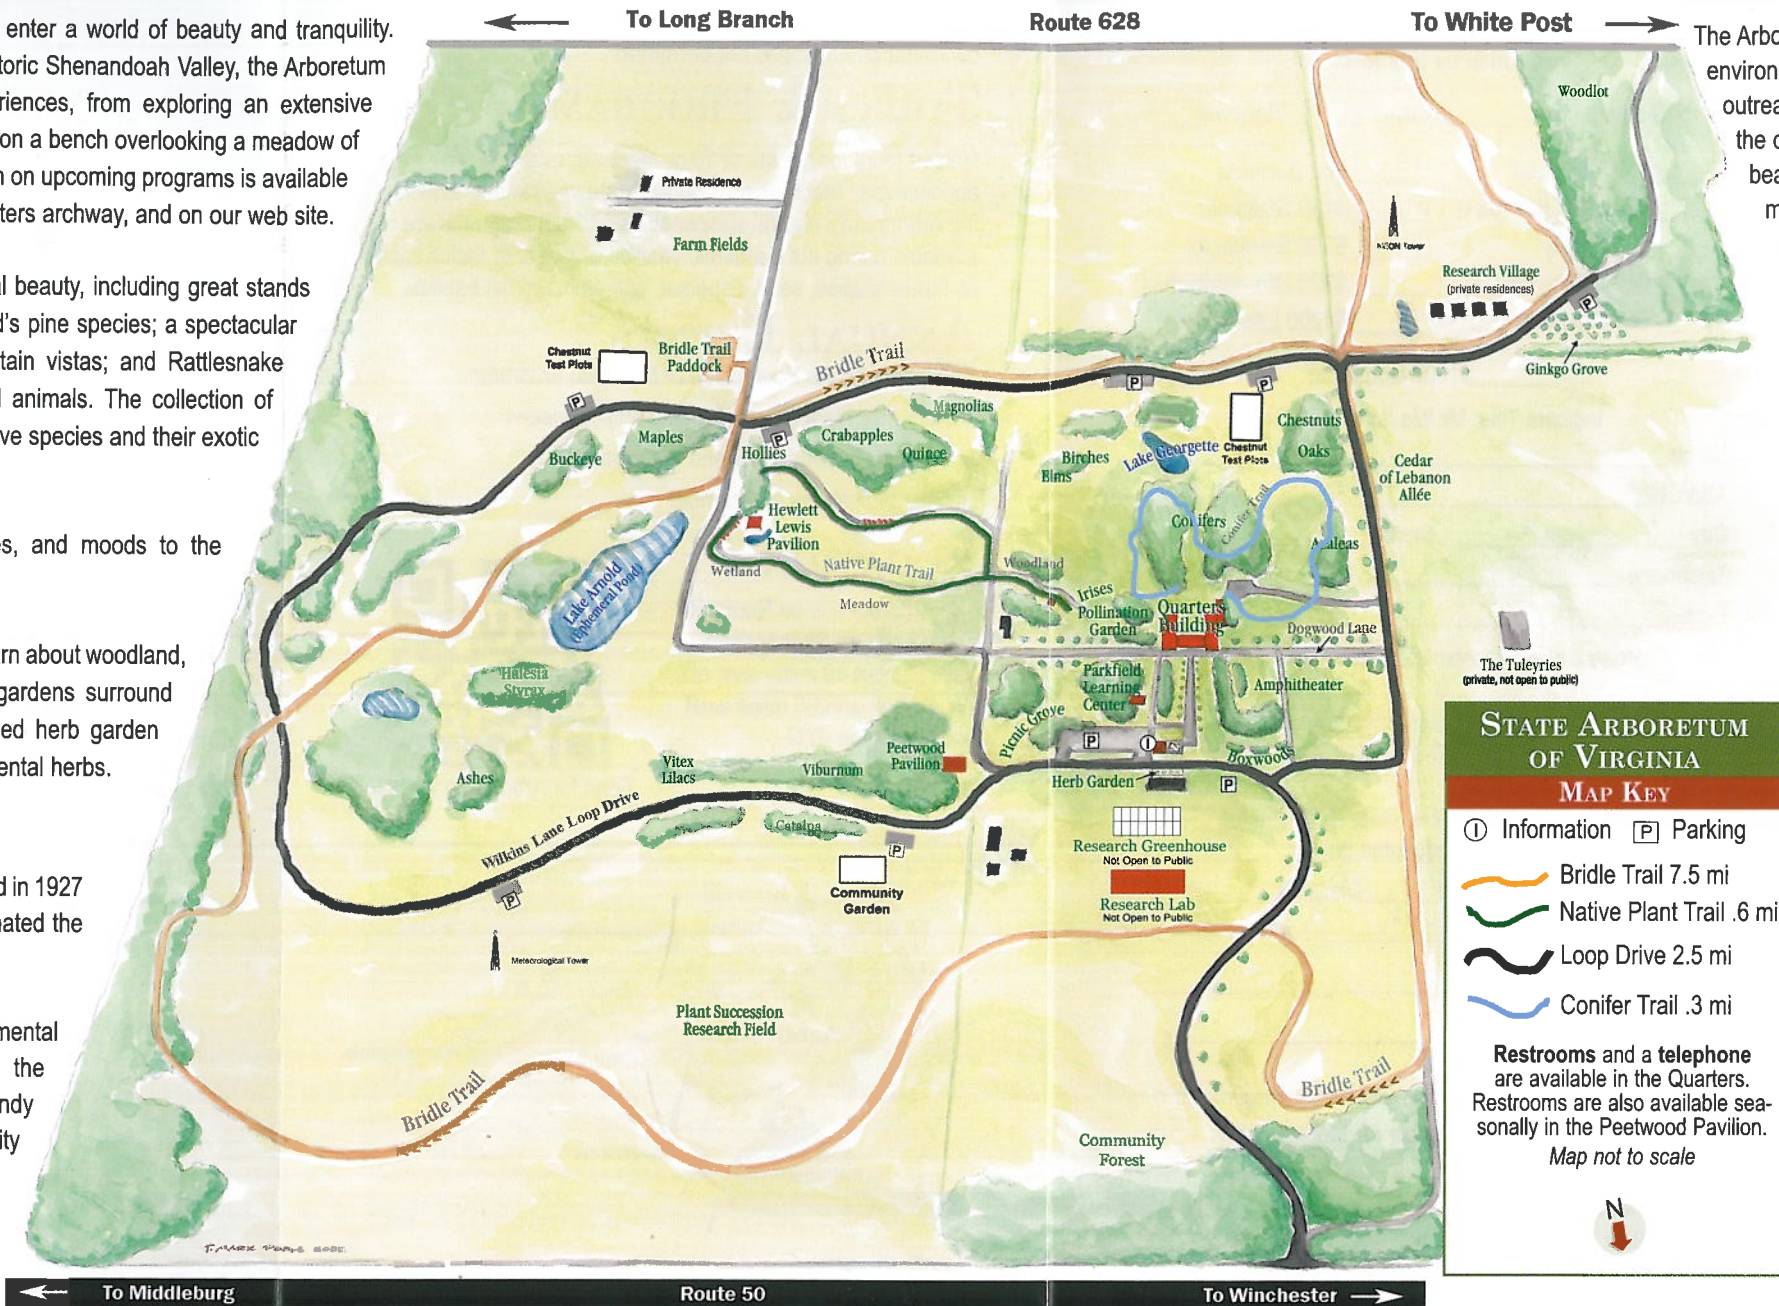 enter a world of beauty and tranquility.
toric Shenandoah Valley, the Arboretum
riences, from exploring an extensive
on a bench overlooking a meadow of
n on upcoming programs is available
ters archway, and on our web site.
l beauty, including great stands
d's pine species; a spectacular
tain vistas; and Rattlesnake
l animals. The collection of
ve species and their exotic
es, and moods to the
rn about woodland,
gardens surround
ed herb garden
ental herbs.
d in 1927
eated the
mental
the
ndy
ity
The Arbo
environ
outrea
the c
bea
m
To Long Branch
Route 628
To White Post
Woodlot
Private Residence
Farm Fields
Research Village
(private residences)
Ginkgo Grove
Chestnut
Test Plots
Bridle Trail
Paddock
Bridle Trail
Magnolias
Maples
Buckeye
Hollies
Crabapples
Quince
Birches
Elms
Lake Georgette
Chestnut
Test Plots
Chestnuts
Oaks
Cedar
of Lebanon
Allée
Hewlett
Lewis
Pavilion
Conifers
Conifer Trail
Azaleas
Wetland
Native Plant Trail
Woodland
Meadow
Irises
Pollination
Garden
Quarters
Building
Dogwood Lane
Lake Arnold
(Ephemeral Pond)
The Tuleyries
(private, not open to public)
Halesia
Styrax
Parkfield
Learning
Center
Amphitheater
Picnic Grove
Boxwoods
Herb Garden
Ashes
Vitex
Lilacs
Viburnum
Peetwood
Pavilion
Catalpa
Wilkins Lane Loop Drive
Community
Garden
Research Greenhouse
Not Open to Public
Research Lab
Not Open to Public
Meteorological Tower
Plant Succession
Research Field
Bridle Trail
Bridle Trail
Community
Forest
P
P
P
P
P
P
P
P
P
P
I
STATE ARBORETUM
OF VIRGINIA
MAP KEY
I Information P Parking
Bridle Trail 7.5 mi
Native Plant Trail .6 mi
Loop Drive 2.5 mi
Conifer Trail .3 mi
Restrooms and a telephone
are available in the Quarters.
Restrooms are also available sea-
sonally in the Peetwood Pavilion.
Map not to scale
N
To Middleburg
Route 50
To Winchester